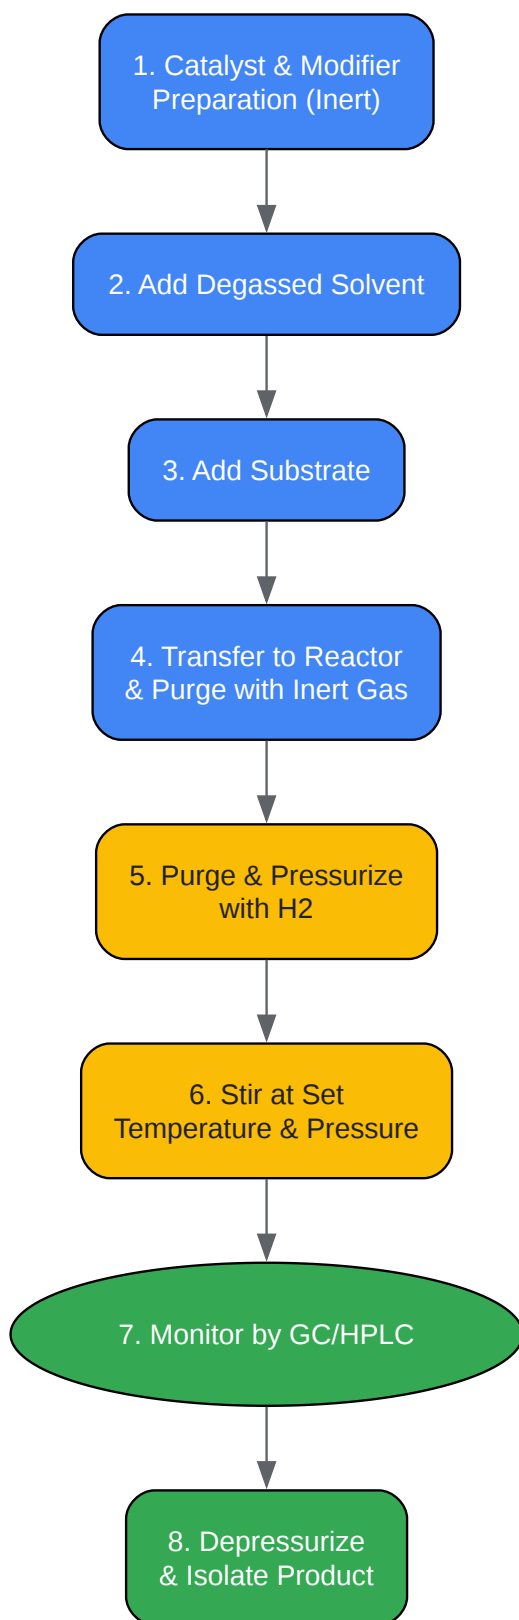 1. Catalyst & Modifier
Preparation (Inert)
2. Add Degassed Solvent
3. Add Substrate
4. Transfer to Reactor
& Purge with Inert Gas
5. Purge & Pressurize
with H2
6. Stir at Set
Temperature & Pressure
7. Monitor by GC/HPLC
8. Depressurize
& Isolate Product